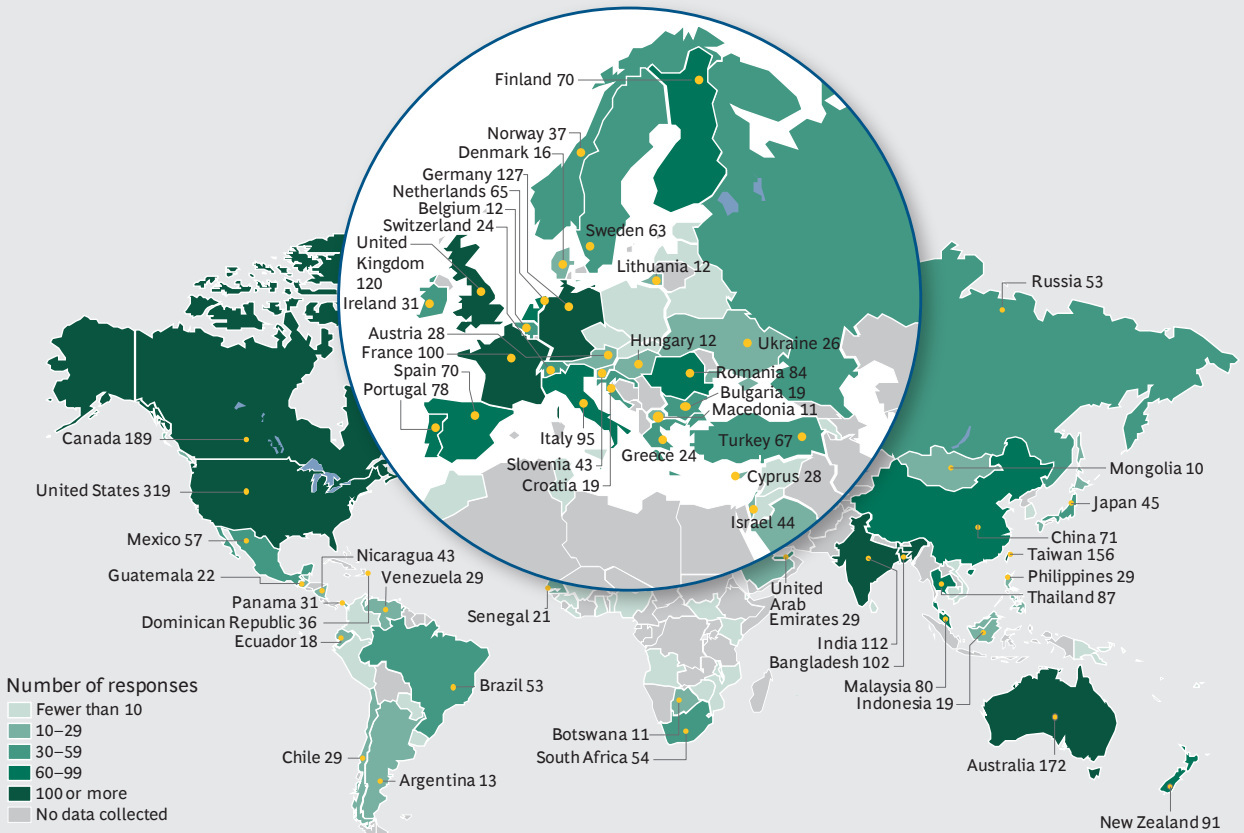 Finland 70
Norway 37
Denmark 16
Germany 127
Netherlands 65
Belgium 12
Switzerland 24
United
Kingdom
120
Ireland 31
Sweden 63
Lithuania 12
Austria 28
France 100
Spain 70
Portugal 78
Hungary 12
Ukraine 26
Romania 84
Bulgaria 19
Macedonia 11
Italy 95
Greece 24
Turkey 67
Slovenia 43
Croatia 19
Cyprus 28
Israel 44
Russia 53
Canada 189
United States 319
Mexico 57
Guatemala 22
Nicaragua 43
Venezuela 29
Panama 31
Dominican Republic 36
Ecuador 18
Brazil 53
Chile 29
Argentina 13
Senegal 21
Botswana 11
South Africa 54
United
Arab
Emirates 29
India 112
Bangladesh 102
Malaysia 80
Indonesia 19
Mongolia 10
Japan 45
China 71
Taiwan 156
Philippines 29
Thailand 87
Australia 172
New Zealand 91
Number of responses
Fewer than 10
10–29
30–59
60–99
100 or more
No data collected